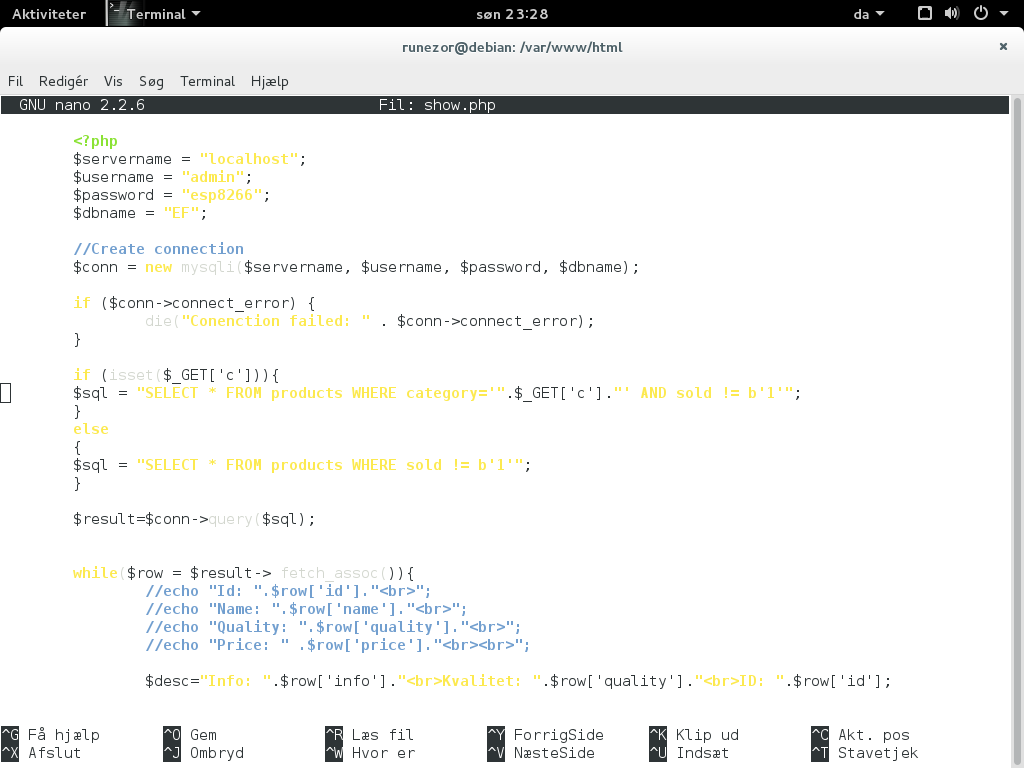 Aktiviteter Terminal søn 23:28 da
runezor@debian: /var/www/html ×
Fil Redigér Vis Søg Terminal Hjælp
GNU nano 2.2.6 Fil: show.php
<?php
$servername = "localhost";
$username = "admin";
$password = "esp8266";
$dbname = "EF";
//Create connection
$conn = new mysqli($servername, $username, $password, $dbname);
if ($conn->connect_error) {
die("Conenction failed: " . $conn->connect_error);
}
if (isset($_GET['c'])){
$sql = "SELECT * FROM products WHERE category='".$_GET['c']."' AND sold != b'1'";
}
else
{
$sql = "SELECT * FROM products WHERE sold != b'1'";
}
$result=$conn->query($sql);
while($row = $result-> fetch_assoc()){
//echo "Id: ".$row['id']."<br>";
//echo "Name: ".$row['name']."<br>";
//echo "Quality: ".$row['quality']."<br>";
//echo "Price: " .$row['price']."<br><br>";
$desc="Info: ".$row['info']."<br>Kvalitet: ".$row['quality']."<br>ID: ".$row['id'];
^G Få hjælp ^O Gem ^R Læs fil ^Y ForrigSide ^K Klip ud ^C Akt. pos
^X Afslut ^J Ombryd ^W Hvor er ^V NæsteSide ^U Indsæt ^T Stavetjek